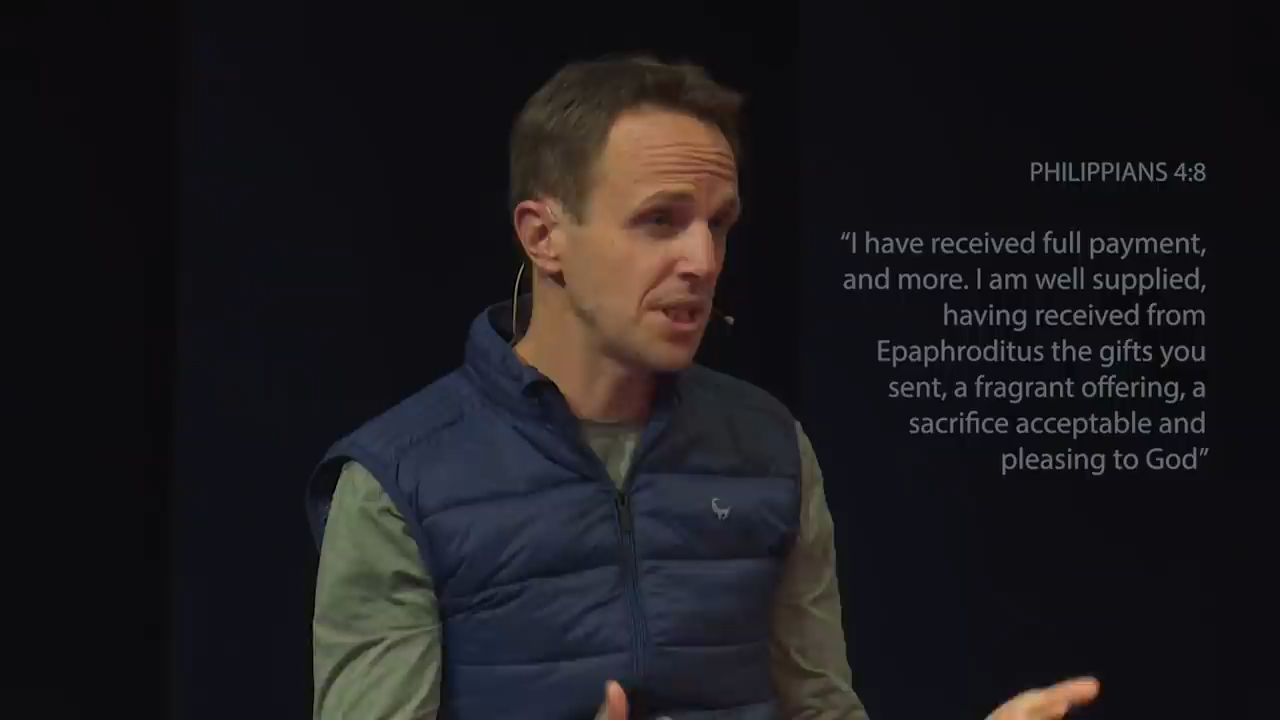 PHILIPPIANS 4:8
“I have received full payment,
and more. I am well supplied,
having received from
Epaphroditus the gifts you
sent, a fragrant offering, a
sacrifice acceptable and
pleasing to God”